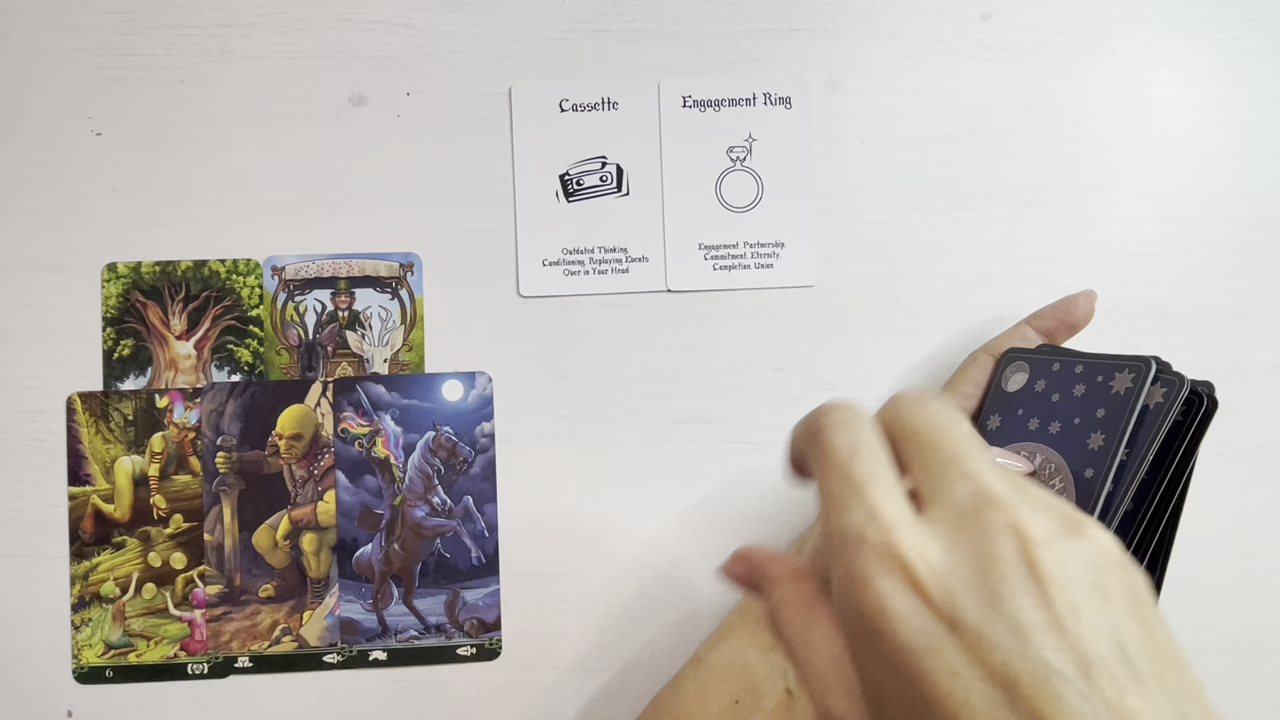 Cassette
Outdated Thinking,
Conditioning, Replaying Events
Over in Your Head
Engagement Ring
Engagement, Partnership,
Commitment, Eternity,
Completion, Union
6